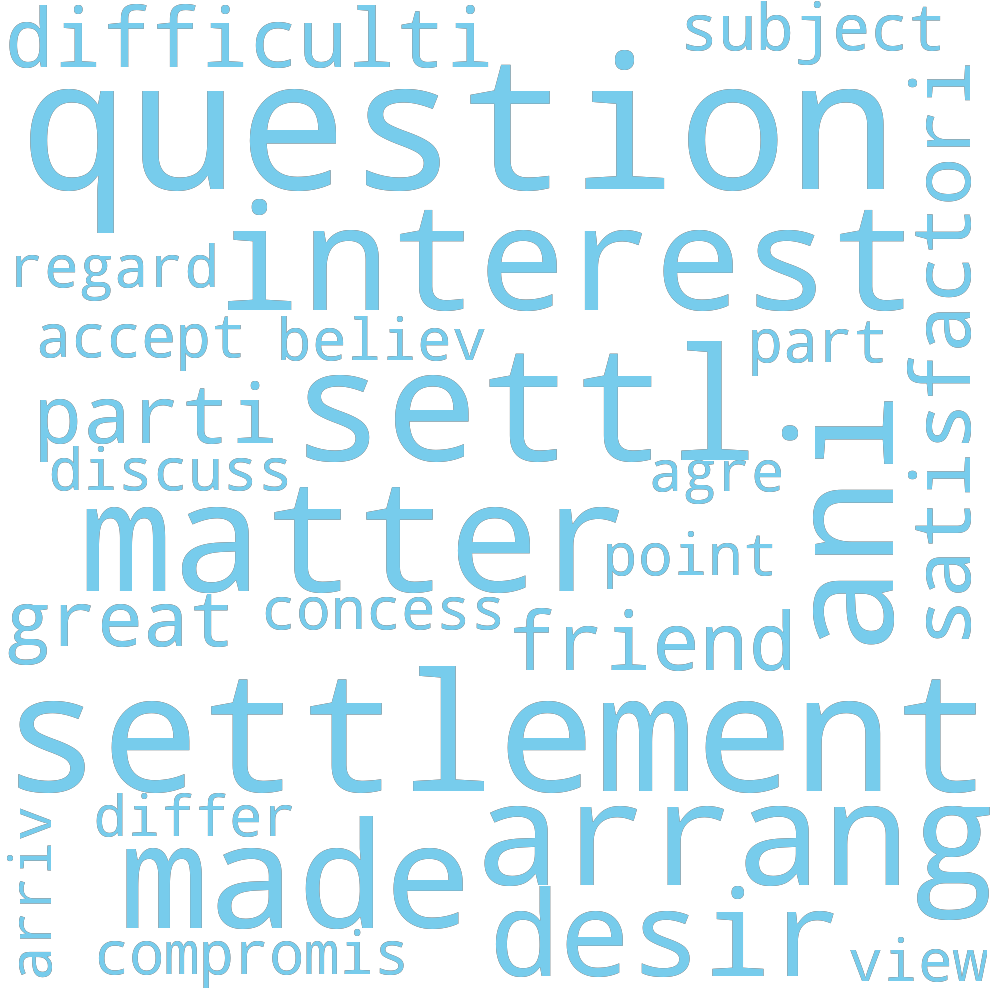 difficulti
subject
question
satisfactori
interest
regard
accept
believ
part
settl
parti
ani
discuss
agre
matter
point
great
concess
friend
settlement
arriv
differ
arrang
made
desir
compromis
view